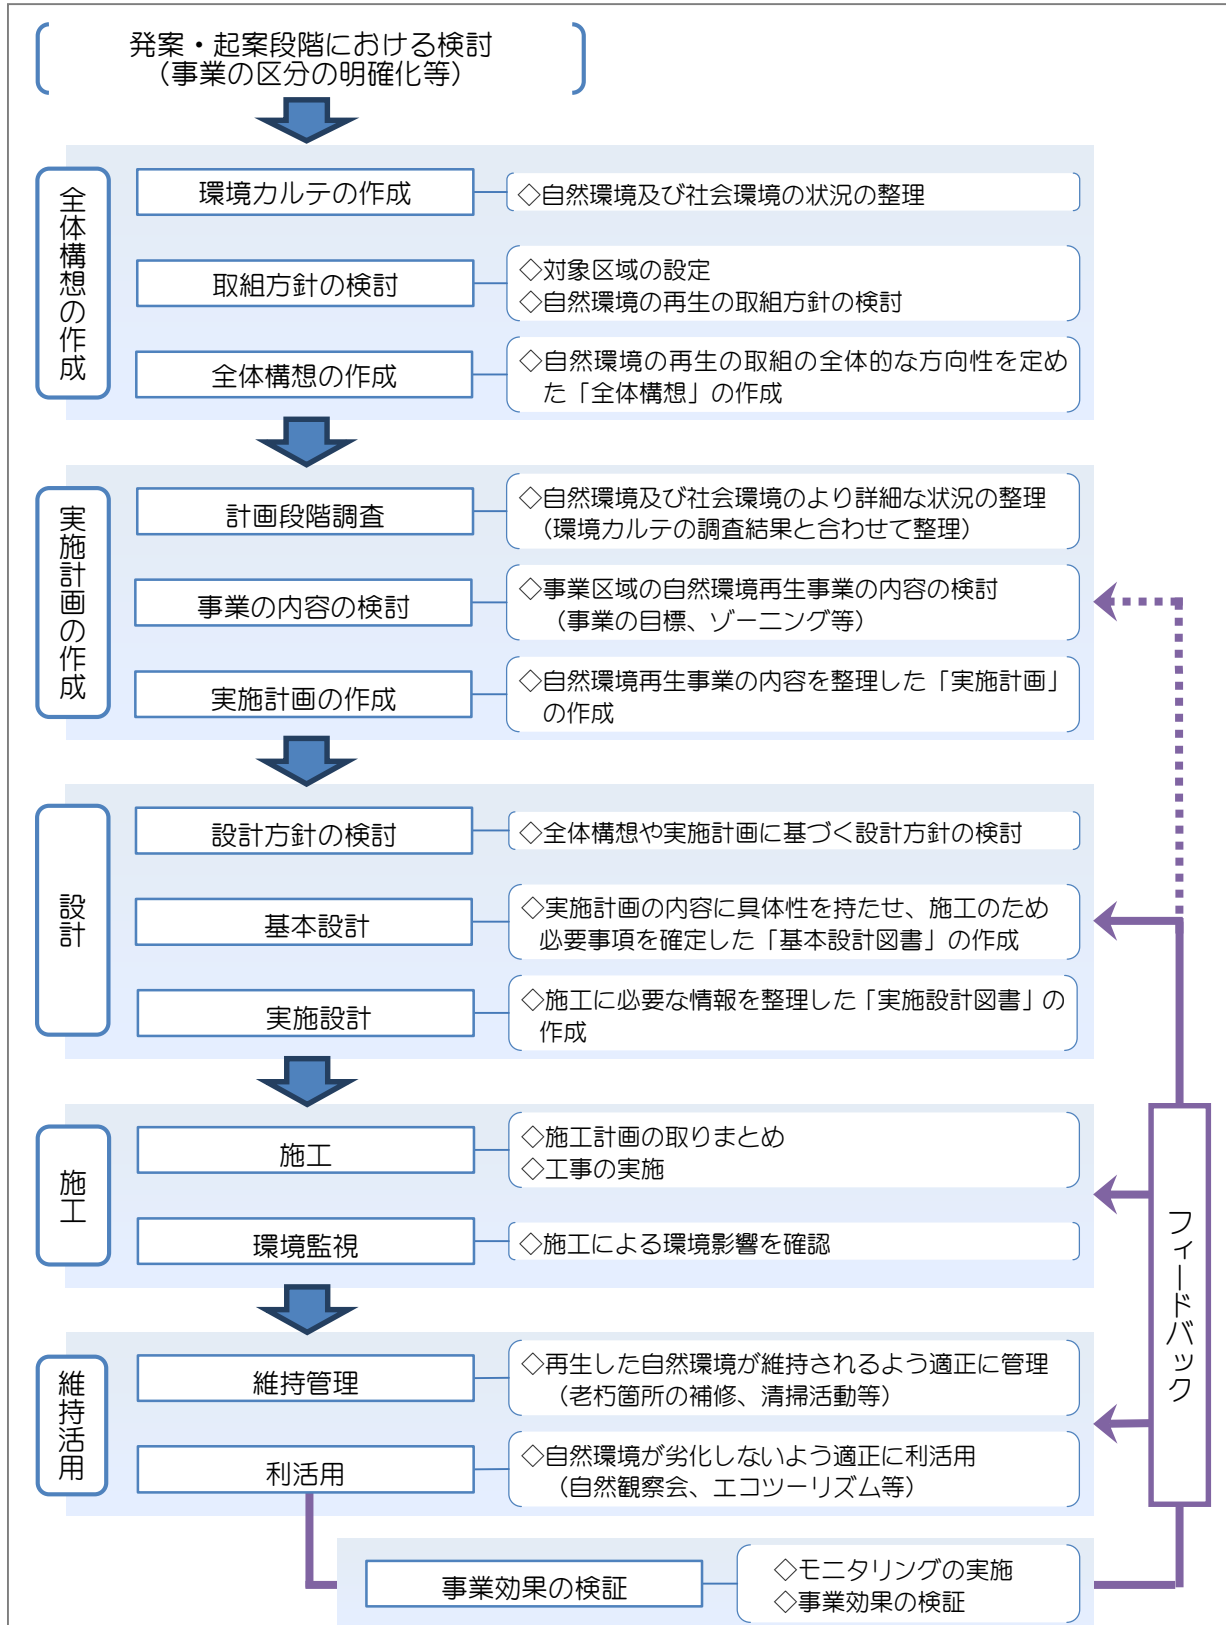 発案・起案段階における検討
（事業の区分の明確化等）
全体構想の作成
環境カルテの作成
◇自然環境及び社会環境の状況の整理
取組方針の検討
◇対象区域の設定
◇自然環境の再生の取組方針の検討
全体構想の作成
◇自然環境の再生の取組の全体的な方向性を定め
た「全体構想」の作成
実施計画の作成
計画段階調査
◇自然環境及び社会環境のより詳細な状況の整理
（環境カルテの調査結果と合わせて整理）
事業の内容の検討
◇事業区域の自然環境再生事業の内容の検討
（事業の目標、ゾーニング等）
実施計画の作成
◇自然環境再生事業の内容を整理した「実施計画」
の作成
設計
設計方針の検討
◇全体構想や実施計画に基づく設計方針の検討
基本設計
◇実施計画の内容に具体性を持たせ、施工のため
必要事項を確定した「基本設計図書」の作成
実施設計
◇施工に必要な情報を整理した「実施設計図書」の
作成
施工
施工
◇施工計画の取りまとめ
◇工事の実施
環境監視
◇施工による環境影響を確認
維持活用
維持管理
◇再生した自然環境が維持されるよう適正に管理
（老朽箇所の補修、清掃活動等）
利活用
◇自然環境が劣化しないよう適正に利活用
（自然観察会、エコツーリズム等）
フィードバック
事業効果の検証
◇モニタリングの実施
◇事業効果の検証